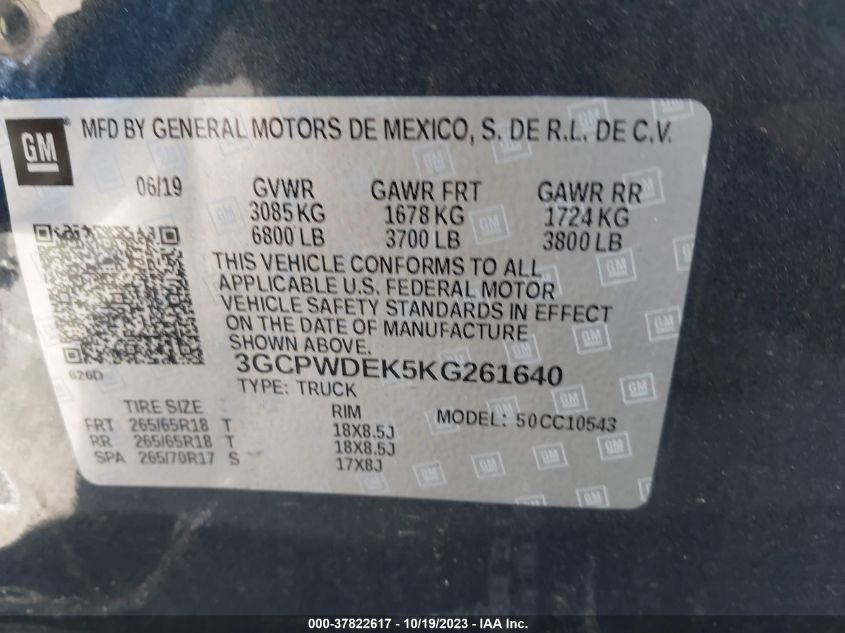 GM
MFD BY GENERAL MOTORS DE MEXICO, S. DE R.L. DE C.V.
06/19 GVWR GAWR FRT GAWR RR
3085 KG 1678 KG 1724 KG
6800 LB 3700 LB 3800 LB
THIS VEHICLE CONFORMS TO ALL
APPLICABLE U.S. FEDERAL MOTOR
VEHICLE SAFETY STANDARDS IN EFFECT
ON THE DATE OF MANUFACTURE
SHOWN ABOVE.
626D 3GCPWDEK5KG261640
TYPE: TRUCK
TIRE SIZE RIM MODEL: 50CC10543
FRT 265/65R18 T 18X8.5J
RR 265/65R18 T 18X8.5J
SPA 265/70R17 S 17X8J
000-37822617 - 10/19/2023 - IAA Inc.